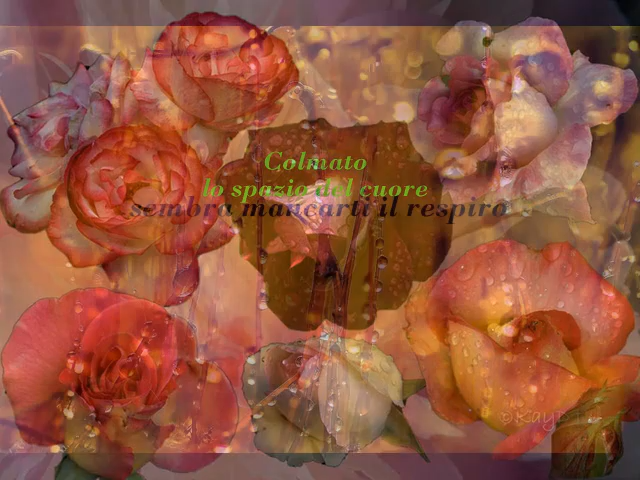 Colmato
lo spazio del cuore
sembra mancarti il respiro